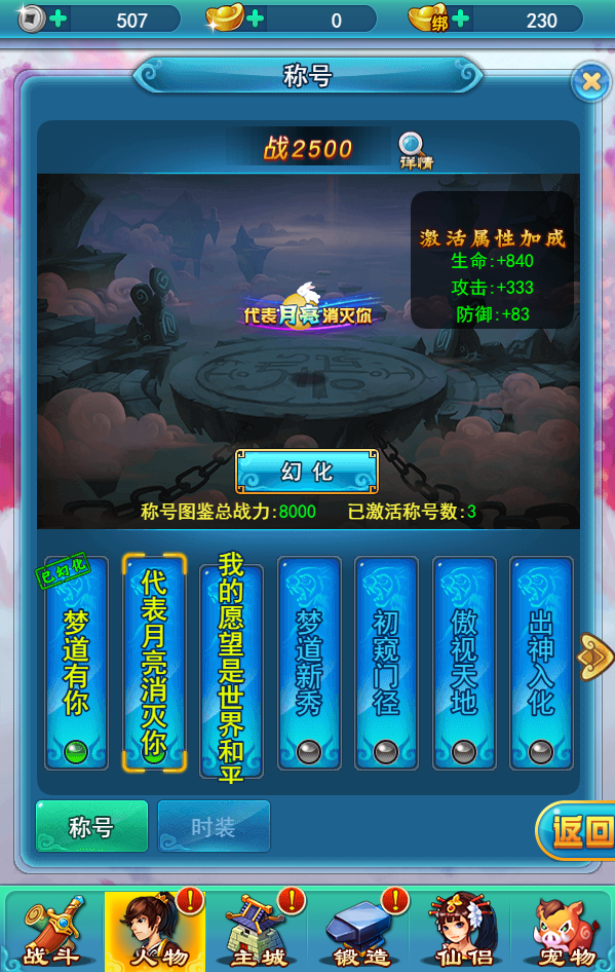 507
0
绑
230
称号
战2500
详情
激活属性加成
生命:+840
攻击:+333
防御:+83
代表月亮消灭你
幻化
称号图鉴总战力:8000 已激活称号数:3
已幻化
梦道有你
代表月亮消灭你
我的愿望是世界和平
梦道新秀
初窥门径
傲视天地
出神入化
称号
时装
返回
战斗
人物
主城
锻造
仙侣
宠物